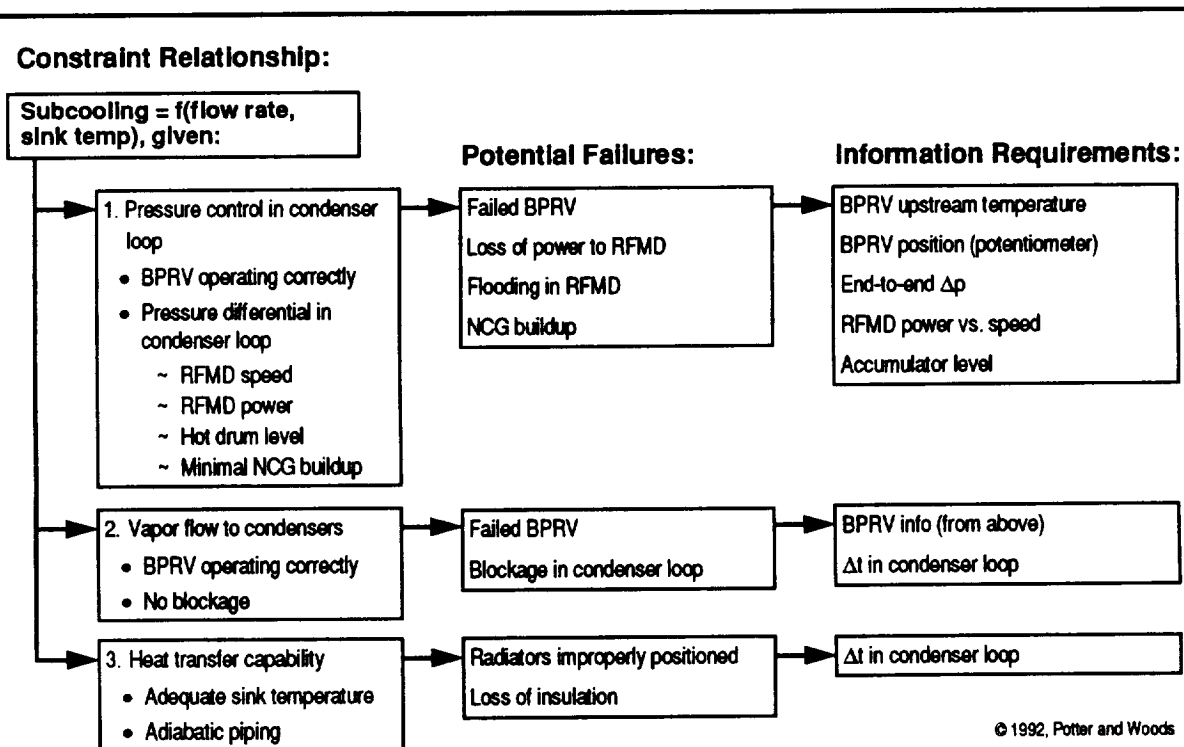 Constraint Relationship:
Subcooling = f(flow rate,
sink temp), given:
Potential Failures:
Information Requirements:
1. Pressure control in condenser
loop
• BPRV operating correctly
• Pressure differential in
condenser loop
~ RFMD speed
~ RFMD power
~ Hot drum level
~ Minimal NCG buildup
Failed BPRV
Loss of power to RFMD
Flooding in RFMD
NCG buildup
BPRV upstream temperature
BPRV position (potentiometer)
End-to-end Δp
RFMD power vs. speed
Accumulator level
2. Vapor flow to condensers
• BPRV operating correctly
• No blockage
Failed BPRV
Blockage in condenser loop
BPRV info (from above)
Δt in condenser loop
3. Heat transfer capability
• Adequate sink temperature
• Adiabatic piping
Radiators improperly positioned
Loss of insulation
Δt in condenser loop
© 1992, Potter and Woods